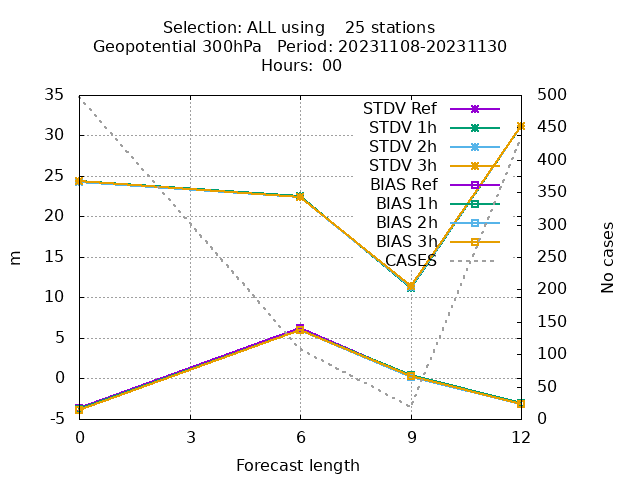 Selection: ALL using    25 stations
Geopotential 300hPa   Period: 20231108-20231130
Hours: 00
35
30
25
20
15
10
5
0
-5
m
STDV Ref
STDV 1h
STDV 2h
STDV 3h
BIAS Ref
BIAS 1h
BIAS 2h
BIAS 3h
CASES
500
450
400
350
300
250
200
150
100
50
0
No cases
0 3 6 9 12
Forecast length